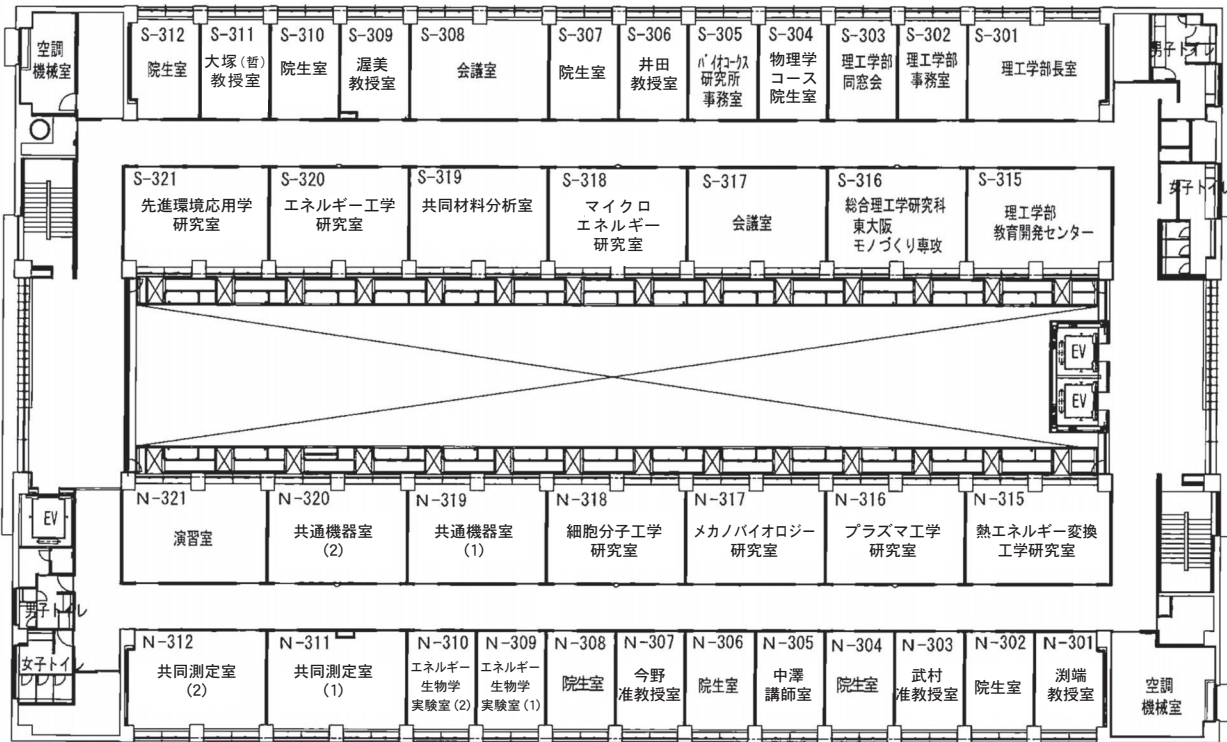 空調
機械室
S-312
院生室
S-311
大塚(哲)
教授室
S-310
院生室
S-309
渥美
教授室
S-308
会議室
S-307
院生室
S-306
井田
教授室
S-305
バイオコークス
研究所
事務室
S-304
物理学
コース
院生室
S-303
理工学部
同窓会
S-302
理工学部
事務室
S-301
理工学部長室
男子トイレ
S-321
先進環境応用学
研究室
S-320
エネルギー工学
研究室
S-319
共同材料分析室
S-318
マイクロ
エネルギー
研究室
S-317
会議室
S-316
総合理工学研究科
東大阪
モノづくり専攻
S-315
理工学部
教育開発センター
女子トイレ
EV
EV
N-321
演習室
N-320
共通機器室
(2)
N-319
共通機器室
(1)
N-318
細胞分子工学
研究室
N-317
メカノバイオロジー
研究室
N-316
プラズマ工学
研究室
N-315
熱エネルギー変換
工学研究室
EV
男子トイレ
女子トイレ
N-312
共同測定室
(2)
N-311
共同測定室
(1)
N-310
エネルギー
生物学
実験室(2)
N-309
エネルギー
生物学
実験室(1)
N-308
院生室
N-307
今野
准教授室
N-306
院生室
N-305
中澤
講師室
N-304
院生室
N-303
武村
准教授室
N-302
院生室
N-301
渕端
教授室
空調
機械室